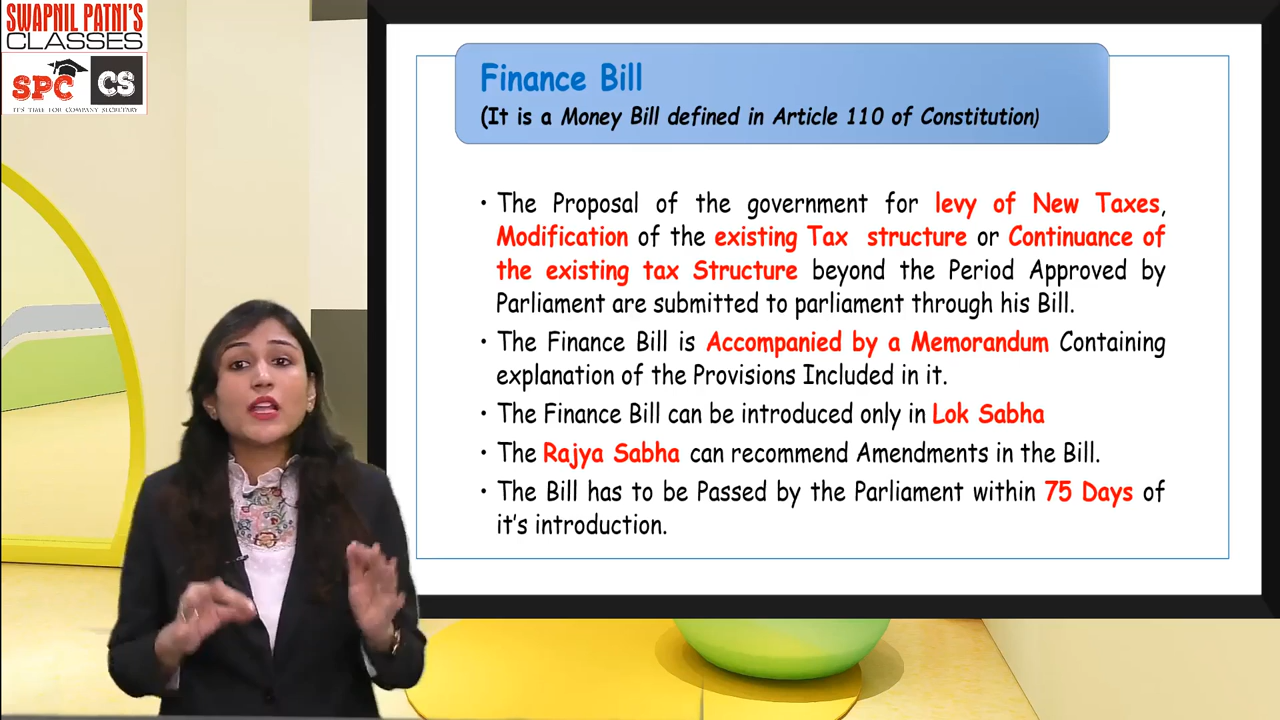 SWAPNIL PATNI'S
CLASSES
SPC CS
IT'S TIME FOR COMPANY SECRETARY
Finance Bill
(It is a Money Bill defined in Article 110 of Constitution)
• The Proposal of the government for levy of New Taxes,
Modification of the existing Tax structure or Continuance of
the existing tax Structure beyond the Period Approved by
Parliament are submitted to parliament through his Bill.
• The Finance Bill is Accompanied by a Memorandum Containing
explanation of the Provisions Included in it.
• The Finance Bill can be introduced only in Lok Sabha
• The Rajya Sabha can recommend Amendments in the Bill.
• The Bill has to be Passed by the Parliament within 75 Days of
it's introduction.